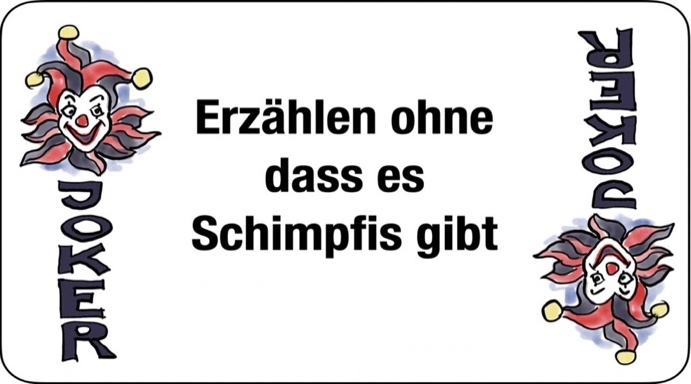 JOKER
Erzählen ohne
dass es
Schimpfis gibt
JOKER